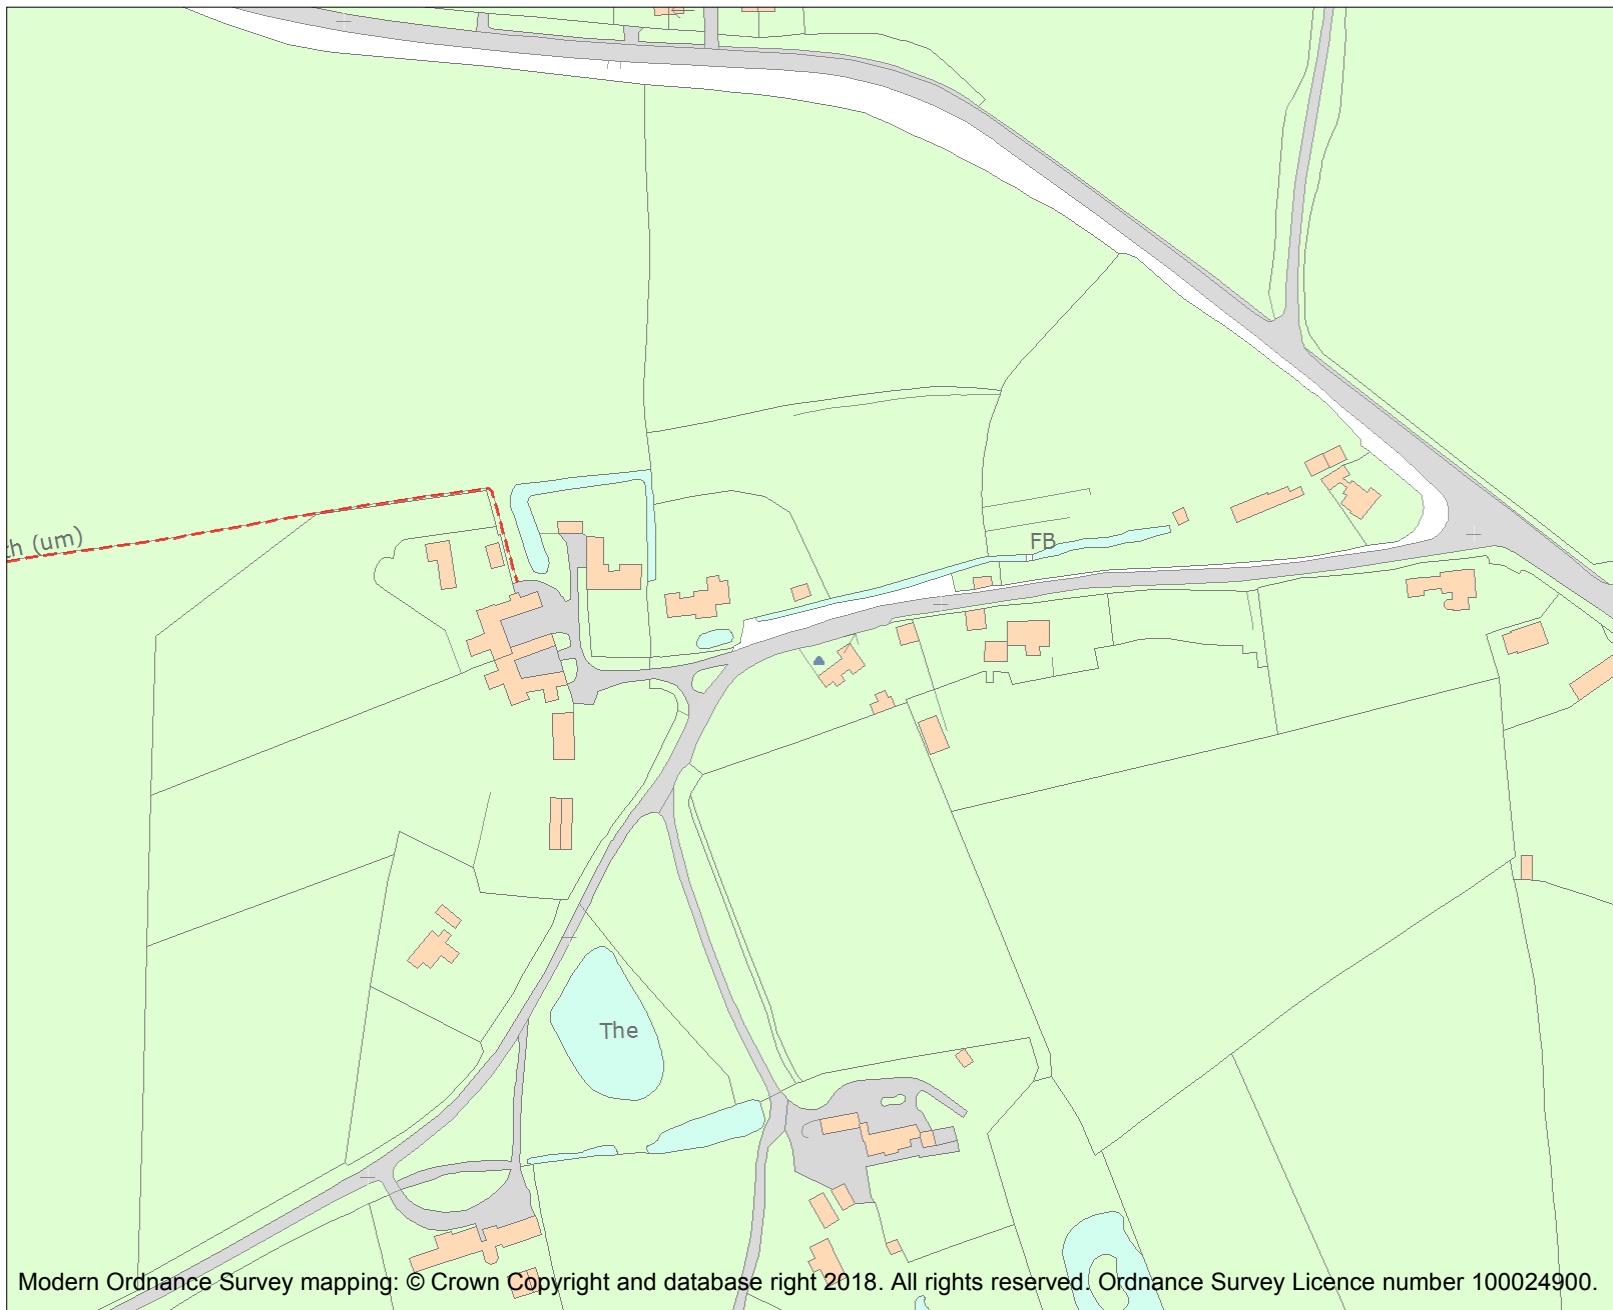 (um)
FB
The
Modern Ordnance Survey mapping: © Crown Copyright and database right 2018. All rights reserved. Ordnance Survey Licence number 100024900.